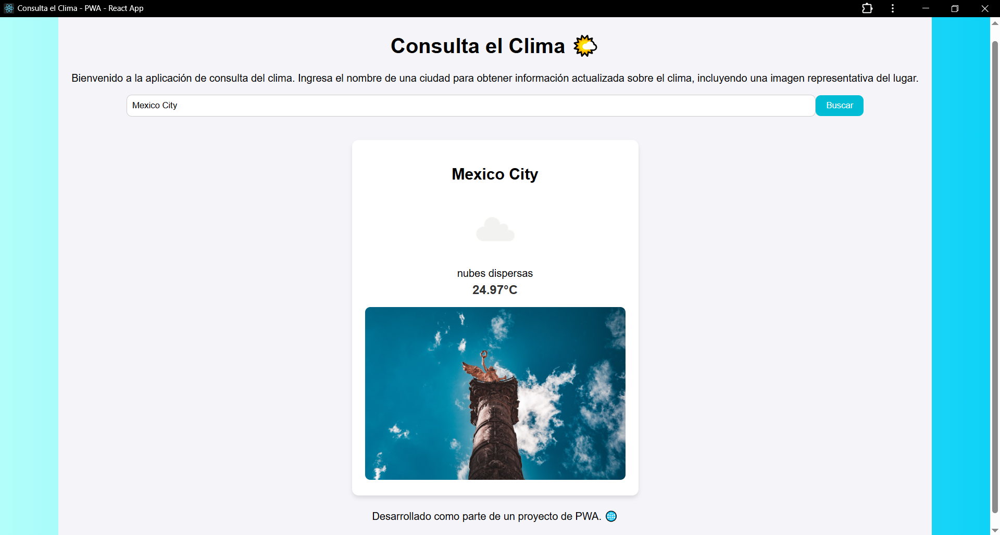 Consulta el Clima - PWA - React App
Consulta el Clima 🌤
Bienvenido a la aplicación de consulta del clima. Ingresa el nombre de una ciudad para obtener información actualizada sobre el clima, incluyendo una imagen representativa del lugar.
Mexico City
Buscar
Mexico City
nubes dispersas
24.97°C
Desarrollado como parte de un proyecto de PWA. 🌐